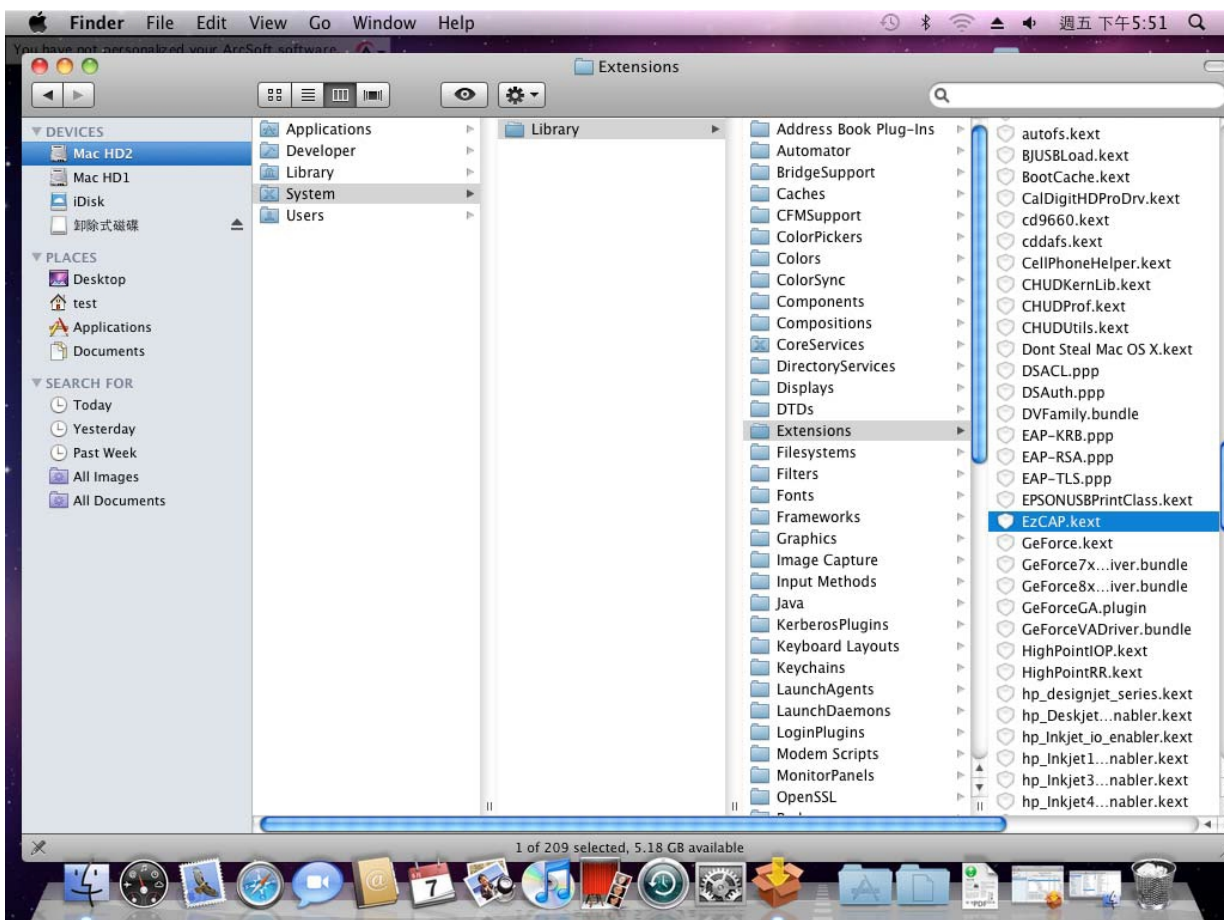 Finder File Edit View Go Window Help 週五 下午5:51
You have not personalized your ArcSoft software.
Extensions
DEVICES
Mac HD2
Mac HD1
iDisk
卸除式磁碟
PLACES
Desktop
test
Applications
Documents
SEARCH FOR
Today
Yesterday
Past Week
All Images
All Documents
Applications
Developer
Library
System
Users
Library
Address Book Plug-Ins
Automator
BridgeSupport
Caches
CFMSupport
ColorPickers
Colors
ColorSync
Components
Compositions
CoreServices
DirectoryServices
Displays
DTDs
Extensions
Filesystems
Filters
Fonts
Frameworks
Graphics
Image Capture
Input Methods
Java
KerberosPlugins
Keyboard Layouts
Keychains
LaunchAgents
LaunchDaemons
LoginPlugins
Modem Scripts
MonitorPanels
OpenSSL
autofs.kext
BJUSBLoad.kext
BootCache.kext
CalDigitHDProDrv.kext
cd9660.kext
cddafs.kext
CellPhoneHelper.kext
CHUDKernLib.kext
CHUDProf.kext
CHUDUtils.kext
Dont Steal Mac OS X.kext
DSACL.ppp
DSAuth.ppp
DVFamily.bundle
EAP-KRB.ppp
EAP-RSA.ppp
EAP-TLS.ppp
EPSONUSBPrintClass.kext
EzCAP.kext
GeForce.kext
GeForce7x...iver.bundle
GeForce8x...iver.bundle
GeForceGA.plugin
GeForceVADriver.bundle
HighPointIOP.kext
HighPointRR.kext
hp_designjet_series.kext
hp_Deskjet...nabler.kext
hp_Inkjet_io_enabler.kext
hp_Inkjet1...nabler.kext
hp_Inkjet3...nabler.kext
hp_Inkjet4...nabler.kext
1 of 209 selected, 5.18 GB available
7
PDF